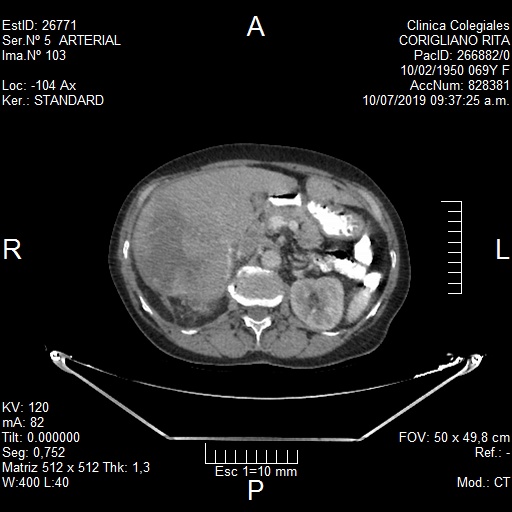 EstID: 26771
Ser.Nº 5 ARTERIAL
Ima.Nº 103
Loc: -104 Ax
Ker.: STANDARD
A
Clinica Colegiales
CORIGLIANO RITA
PacID: 266882/0
10/02/1950 069Y F
AccNum: 828381
10/07/2019 09:37:25 a.m.
R
L
KV: 120
mA: 82
Tilt: 0.000000
Seg: 0,752
Matriz 512 x 512 Thk: 1,3
W:400 L:40
Esc 1=10 mm
P
FOV: 50 x 49,8 cm
Ref.: -
Mod.: CT